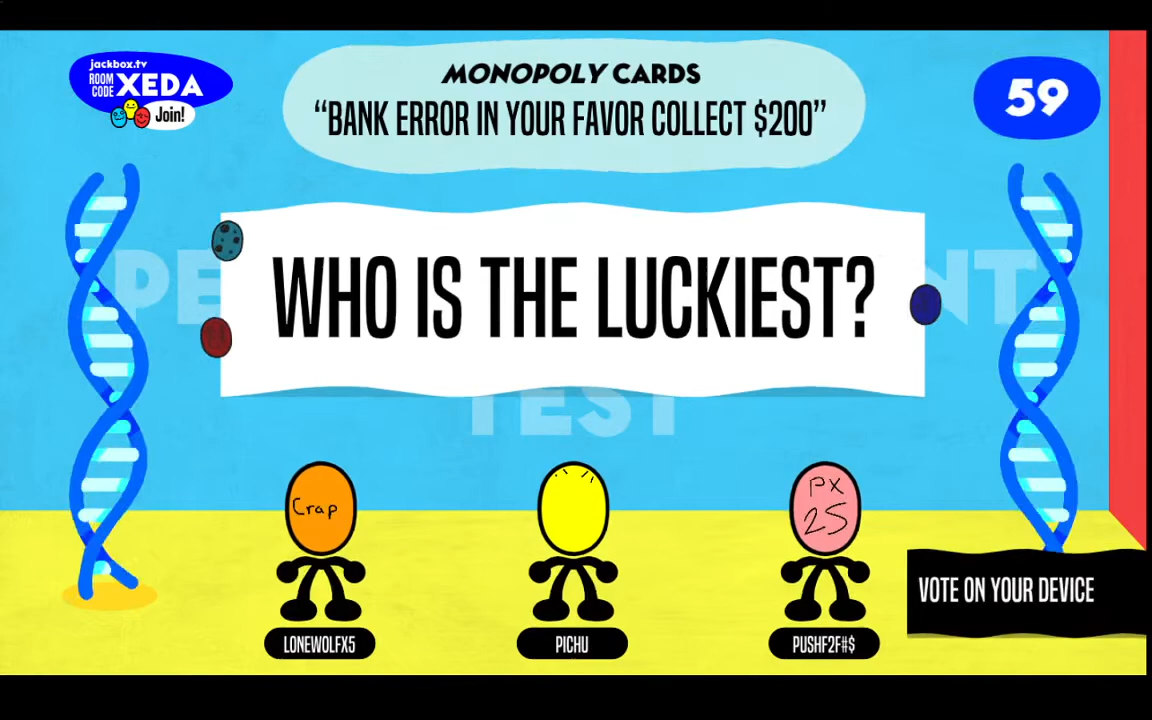 jackbox.tv
ROOM CODE XEDA
Join!
MONOPOLY CARDS
“BANK ERROR IN YOUR FAVOR COLLECT $200”
59
WHO IS THE LUCKIEST?
TEST
Crap
PX
25
VOTE ON YOUR DEVICE
LONEWOLFX5
PICHU
PUSHF2F#$